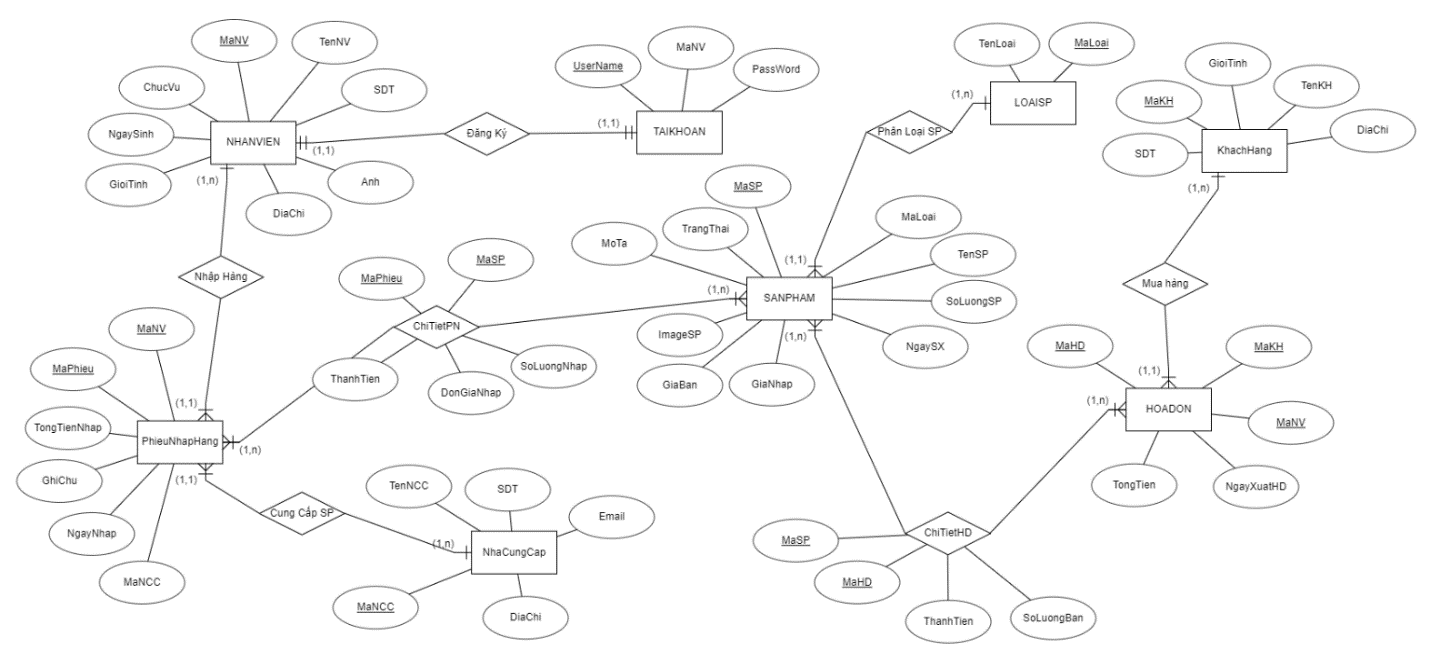 MaNV
TenNV
ChucVu
SDT
NgaySinh
NHANVIEN
(1,1)
GioiTinh
Anh
DiaChi
(1,n)
Đăng Ký
UserName
MaNV
PassWord
(1,1)
TAIKHOAN
TenLoai
MaLoai
(1,n)
LOAISP
Phân Loại SP
(1,1)
GioiTinh
MaKH
TenKH
SDT
DiaChi
KhachHang
(1,n)
Mua hàng
(1,1)
Nhập Hàng
(1,1)
MaPhieu
MaSP
ChiTietPN
ThanhTien
DonGiaNhap
SoLuongNhap
(1,n)
(1,n)
MaSP
TrangThai
MaLoai
MoTa
TenSP
SANPHAM
SoLuongSP
ImageSP
NgaySX
GiaBan
GiaNhap
(1,n)
MaNV
MaPhieu
TongTienNhap
PhieuNhapHang
GhiChu
NgayNhap
MaNCC
(1,1)
Cung Cấp SP
(1,n)
TenNCC
SDT
Email
NhaCungCap
MaNCC
DiaChi
MaHD
MaKH
(1,n)
HOADON
MaNV
TongTien
NgayXuatHD
ChiTietHD
MaSP
MaHD
ThanhTien
SoLuongBan